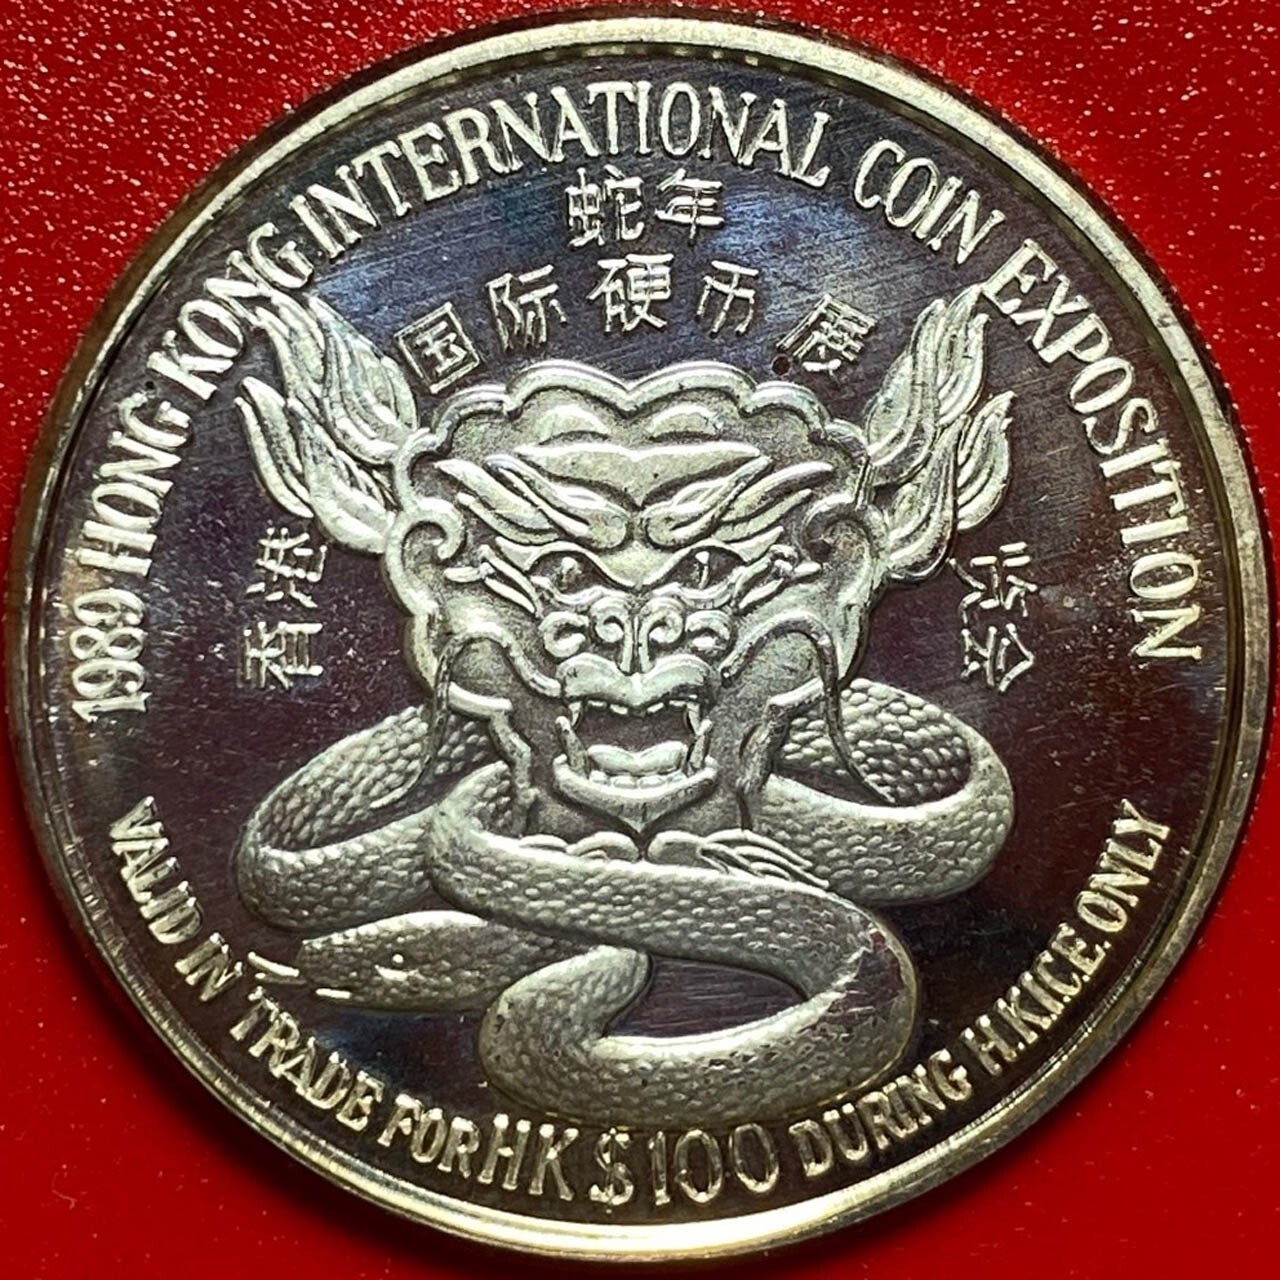 1989 HONG KONG INTERNATIONAL COIN EXPOSITION
蛇年
香港国际硬币展览会
VALID IN TRADE FOR HK $100 DURING H.K.I.C.E. ONLY